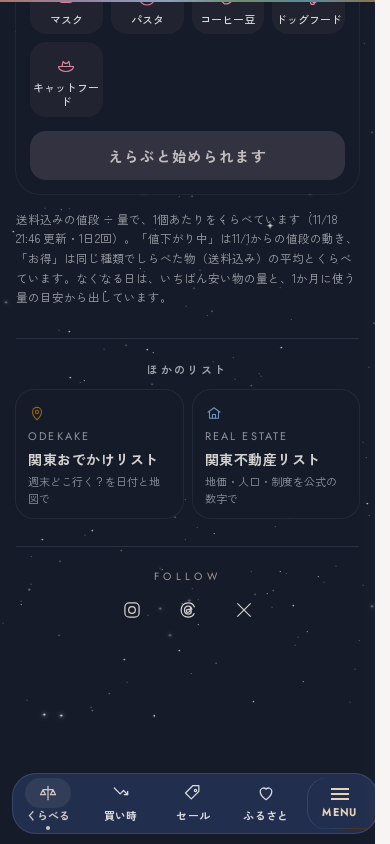 マスク
パスタ
コーヒー豆
ドッグフード
キャットフー
ド
えらぶと始められます
送料込みの値段 ÷ 量で、1個あたりをくらべています（11/18
21:46 更新・1日2回）。「値下がり中」は11/1からの値段の動き、
「お得」は同じ種類でしらべた物（送料込み）の平均とくらべ
ています。なくなる日は、いちばん安い物の量と、1か月に使う
量の目安から出しています。
ほかのリスト
ODEKAKE
関東おでかけリスト
週末どこ行く？を日付と地
図で
REAL ESTATE
関東不動産リスト
地価・人口・制度を公式の
数字で
FOLLOW
くらべる
買い時
セール
ふるさと
MENU